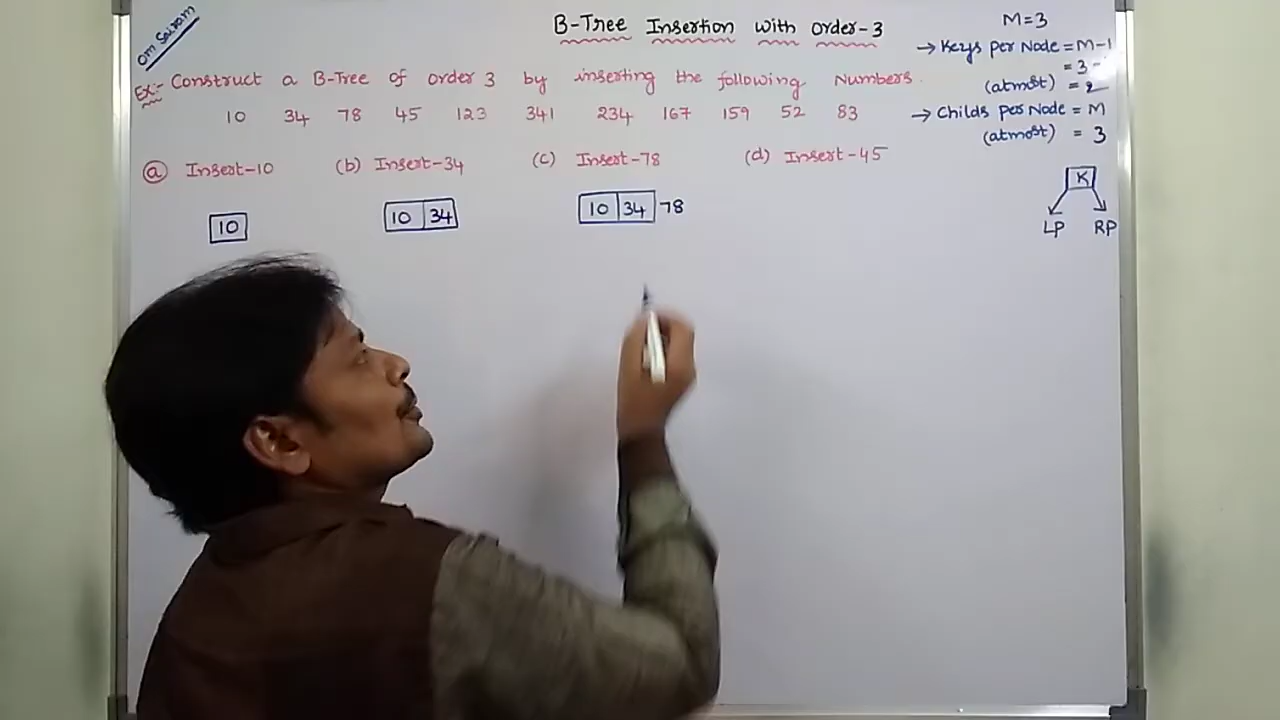 Om Sairam
B-Tree Insertion with order-3
M=3
→ Keys per Node = M-1
= 3-
(atmost) = 2
→ Childs per Node = M
(atmost) = 3
Ex:- Construct a B-Tree of order 3 by inserting the following Numbers.
10 34 78 45 123 341 234 167 159 52 83
(a) Insert-10 (b) Insert-34 (c) Insert-78 (d) Insert-45
10 10 34 10 34 78
K
LP RP